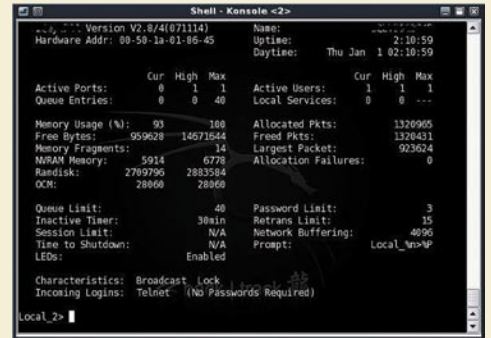 Shell - Konsole <2>
Version V2.8/4(071114) Name:
Hardware Addr: 00-50-1a-01-86-45 Uptime: 2:10:59
Daytime: Thu Jan 1 02:10:59
Cur High Max Cur High Max
Active Ports: 0 1 1 Active Users: 1 1 1
Queue Entries: 0 0 40 Local Services: 0 0 ---
Memory Usage (%): 93 100 Allocated Pkts: 1320965
Free Bytes: 959628 14671644 Freed Pkts: 1320431
Memory Fragments: 14 Largest Packet: 923624
NVRAM Memory: 5914 6778 Allocation Failures: 0
Ramdisk: 2709796 2883584
OCM: 28060 28060
Queue Limit: 40 Password Limit: 3
Inactive Timer: 30min Retrans Limit: 15
Session Limit: N/A Network Buffering: 4096
Time to Shutdown: N/A Prompt: Local_%n>%P
LEDs: Enabled
Characteristics: Broadcast Lock
Incoming Logins: Telnet (No Passwords Required)
Local_2>